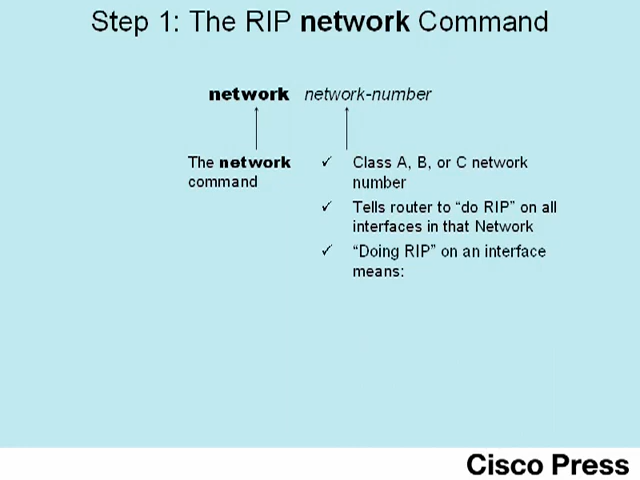 Step 1: The RIP network Command
network network-number
The network
command
✓ Class A, B, or C network
number
✓ Tells router to “do RIP” on all
interfaces in that Network
✓ “Doing RIP” on an interface
means:
Cisco Press